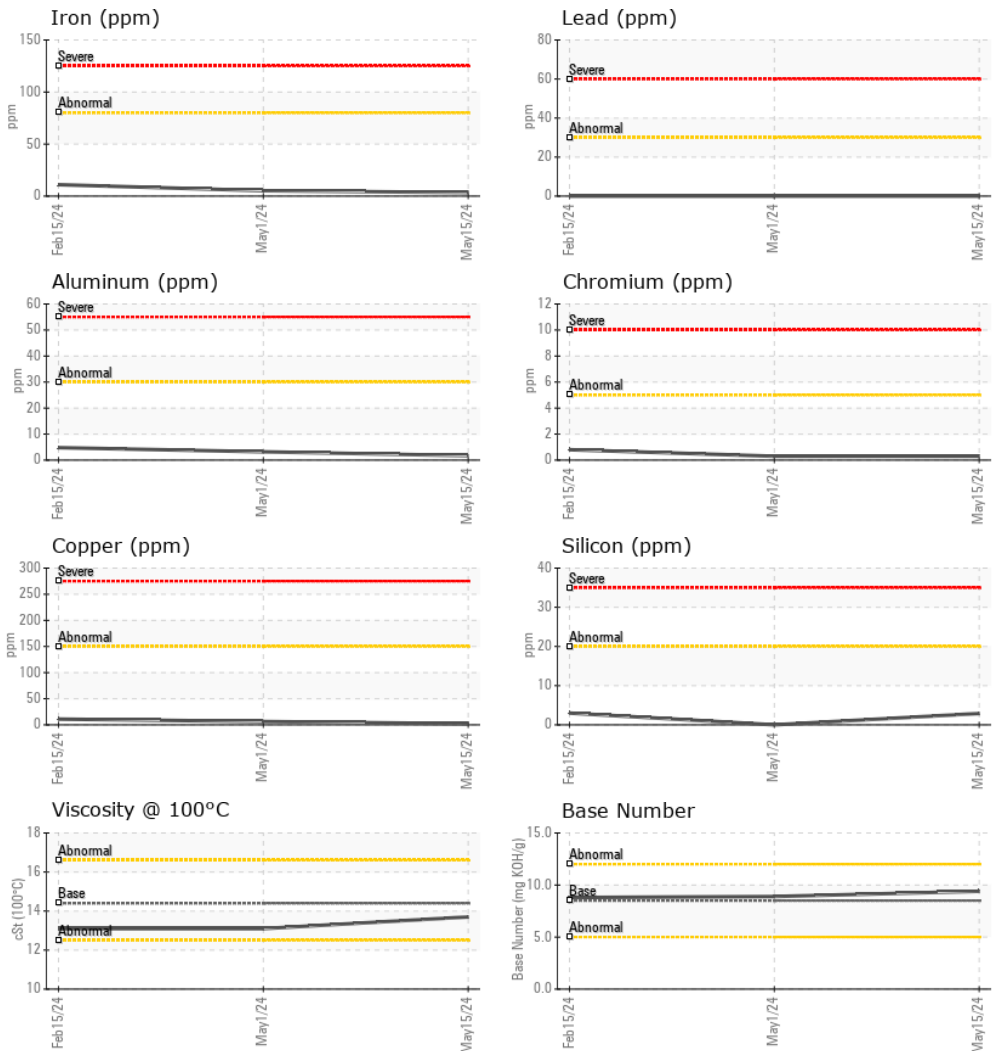 Iron (ppm)
150
100
50
0
ppm
Severe
Abnormal
Feb15/24
May1/24
May15/24
Lead (ppm)
80
60
40
20
0
ppm
Severe
Abnormal
Feb15/24
May1/24
May15/24
Aluminum (ppm)
60
50
40
30
20
10
0
ppm
Severe
Abnormal
Feb15/24
May1/24
May15/24
Chromium (ppm)
12
10
8
6
4
2
0
ppm
Severe
Abnormal
Feb15/24
May1/24
May15/24
Copper (ppm)
300
250
200
150
100
50
0
ppm
Severe
Abnormal
Feb15/24
May1/24
May15/24
Silicon (ppm)
40
30
20
10
0
ppm
Severe
Abnormal
Feb15/24
May1/24
May15/24
Viscosity @ 100°C
18
16
14
12
10
cSt (100°C)
Abnormal
Base
Abnormal
Feb15/24
May1/24
May15/24
Base Number
15.0
10.0
5.0
0.0
Base Number (mg KOH/g)
Abnormal
Base
Abnormal
Feb15/24
May1/24
May15/24